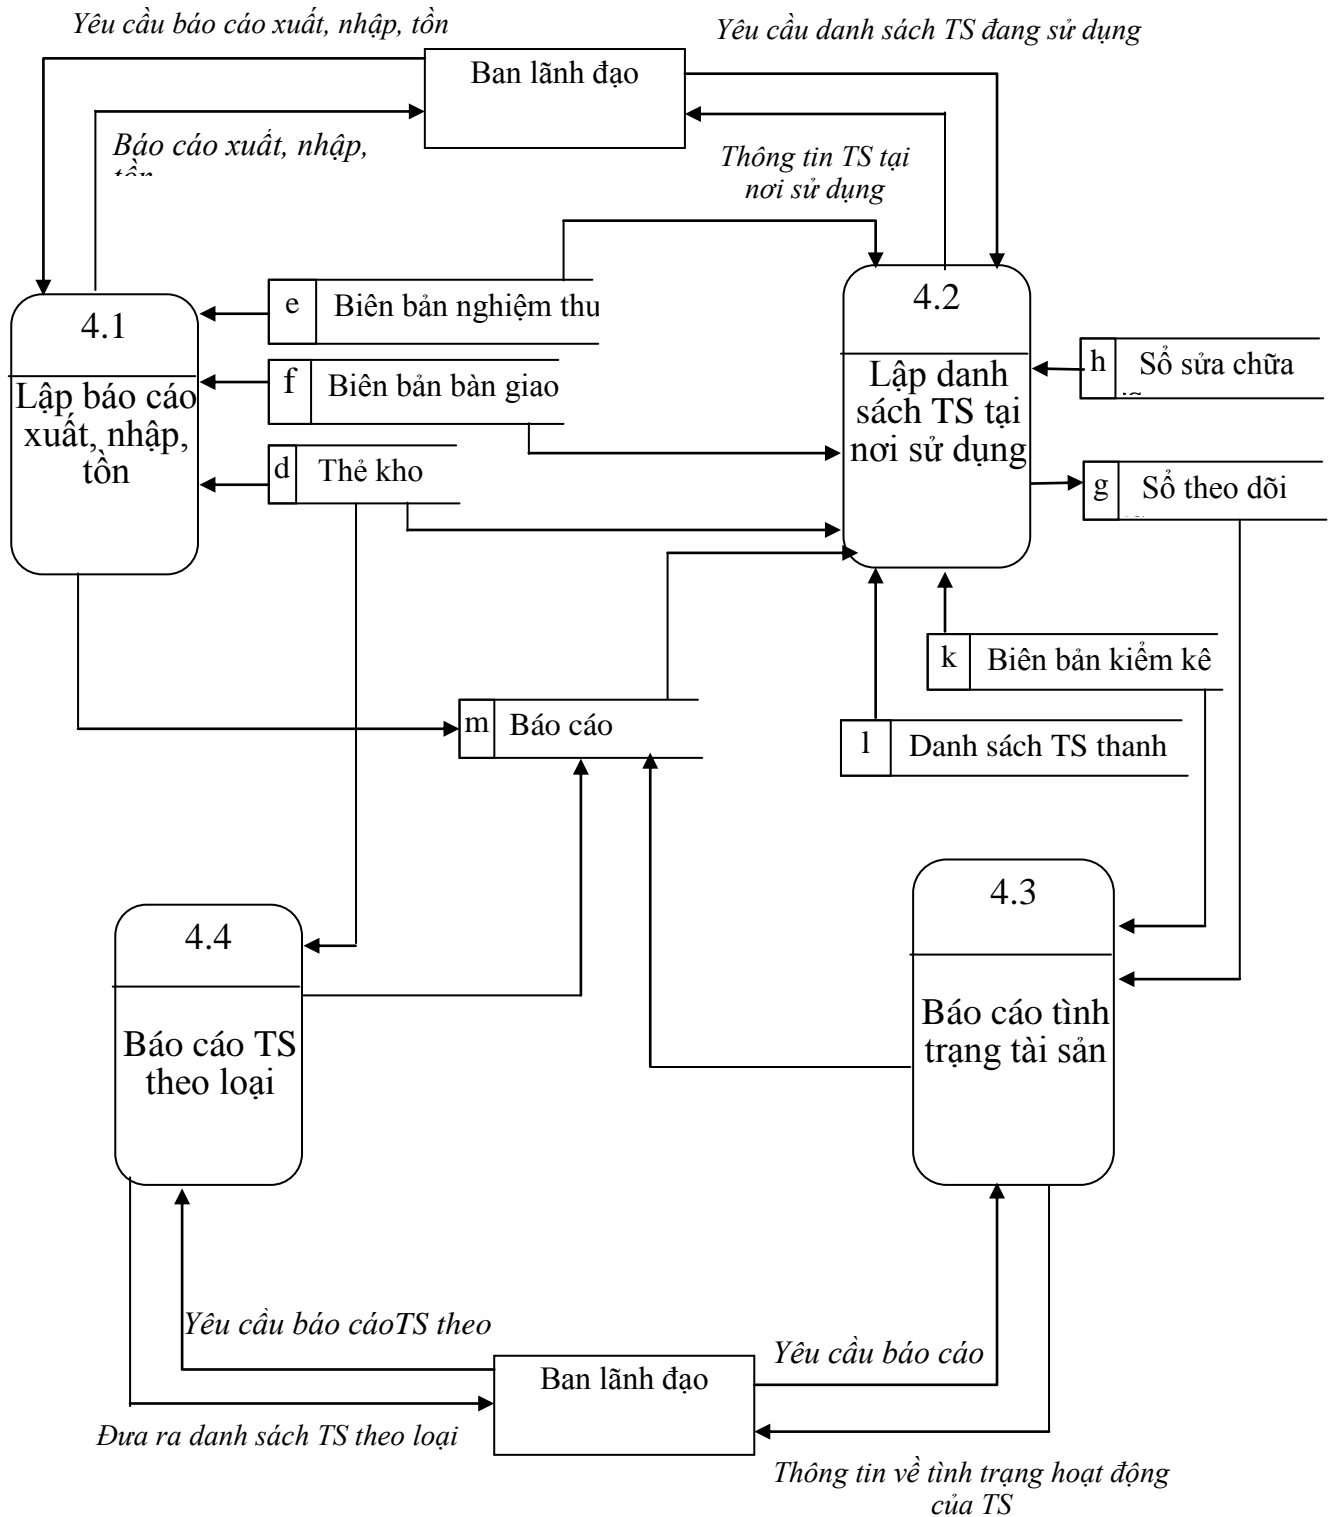 Yêu cầu báo cáo xuất, nhập, tồn
Yêu cầu danh sách TS đang sử dụng
Ban lãnh đạo
Báo cáo xuất, nhập,
tồn
Thông tin TS tại
nơi sử dụng
4.1
Lập báo cáo
xuất, nhập,
tồn
e Biên bản nghiệm thu
f Biên bản bàn giao
d Thẻ kho
4.2
Lập danh
sách TS tại
nơi sử dụng
h Sổ sửa chữa
g Sổ theo dõi
k Biên bản kiểm kê
m Báo cáo
l Danh sách TS thanh
4.4
Báo cáo TS
theo loại
4.3
Báo cáo tình
trạng tài sản
Yêu cầu báo cáoTS theo
Yêu cầu báo cáo
Ban lãnh đạo
Đưa ra danh sách TS theo loại
Thông tin về tình trạng hoạt động
của TS